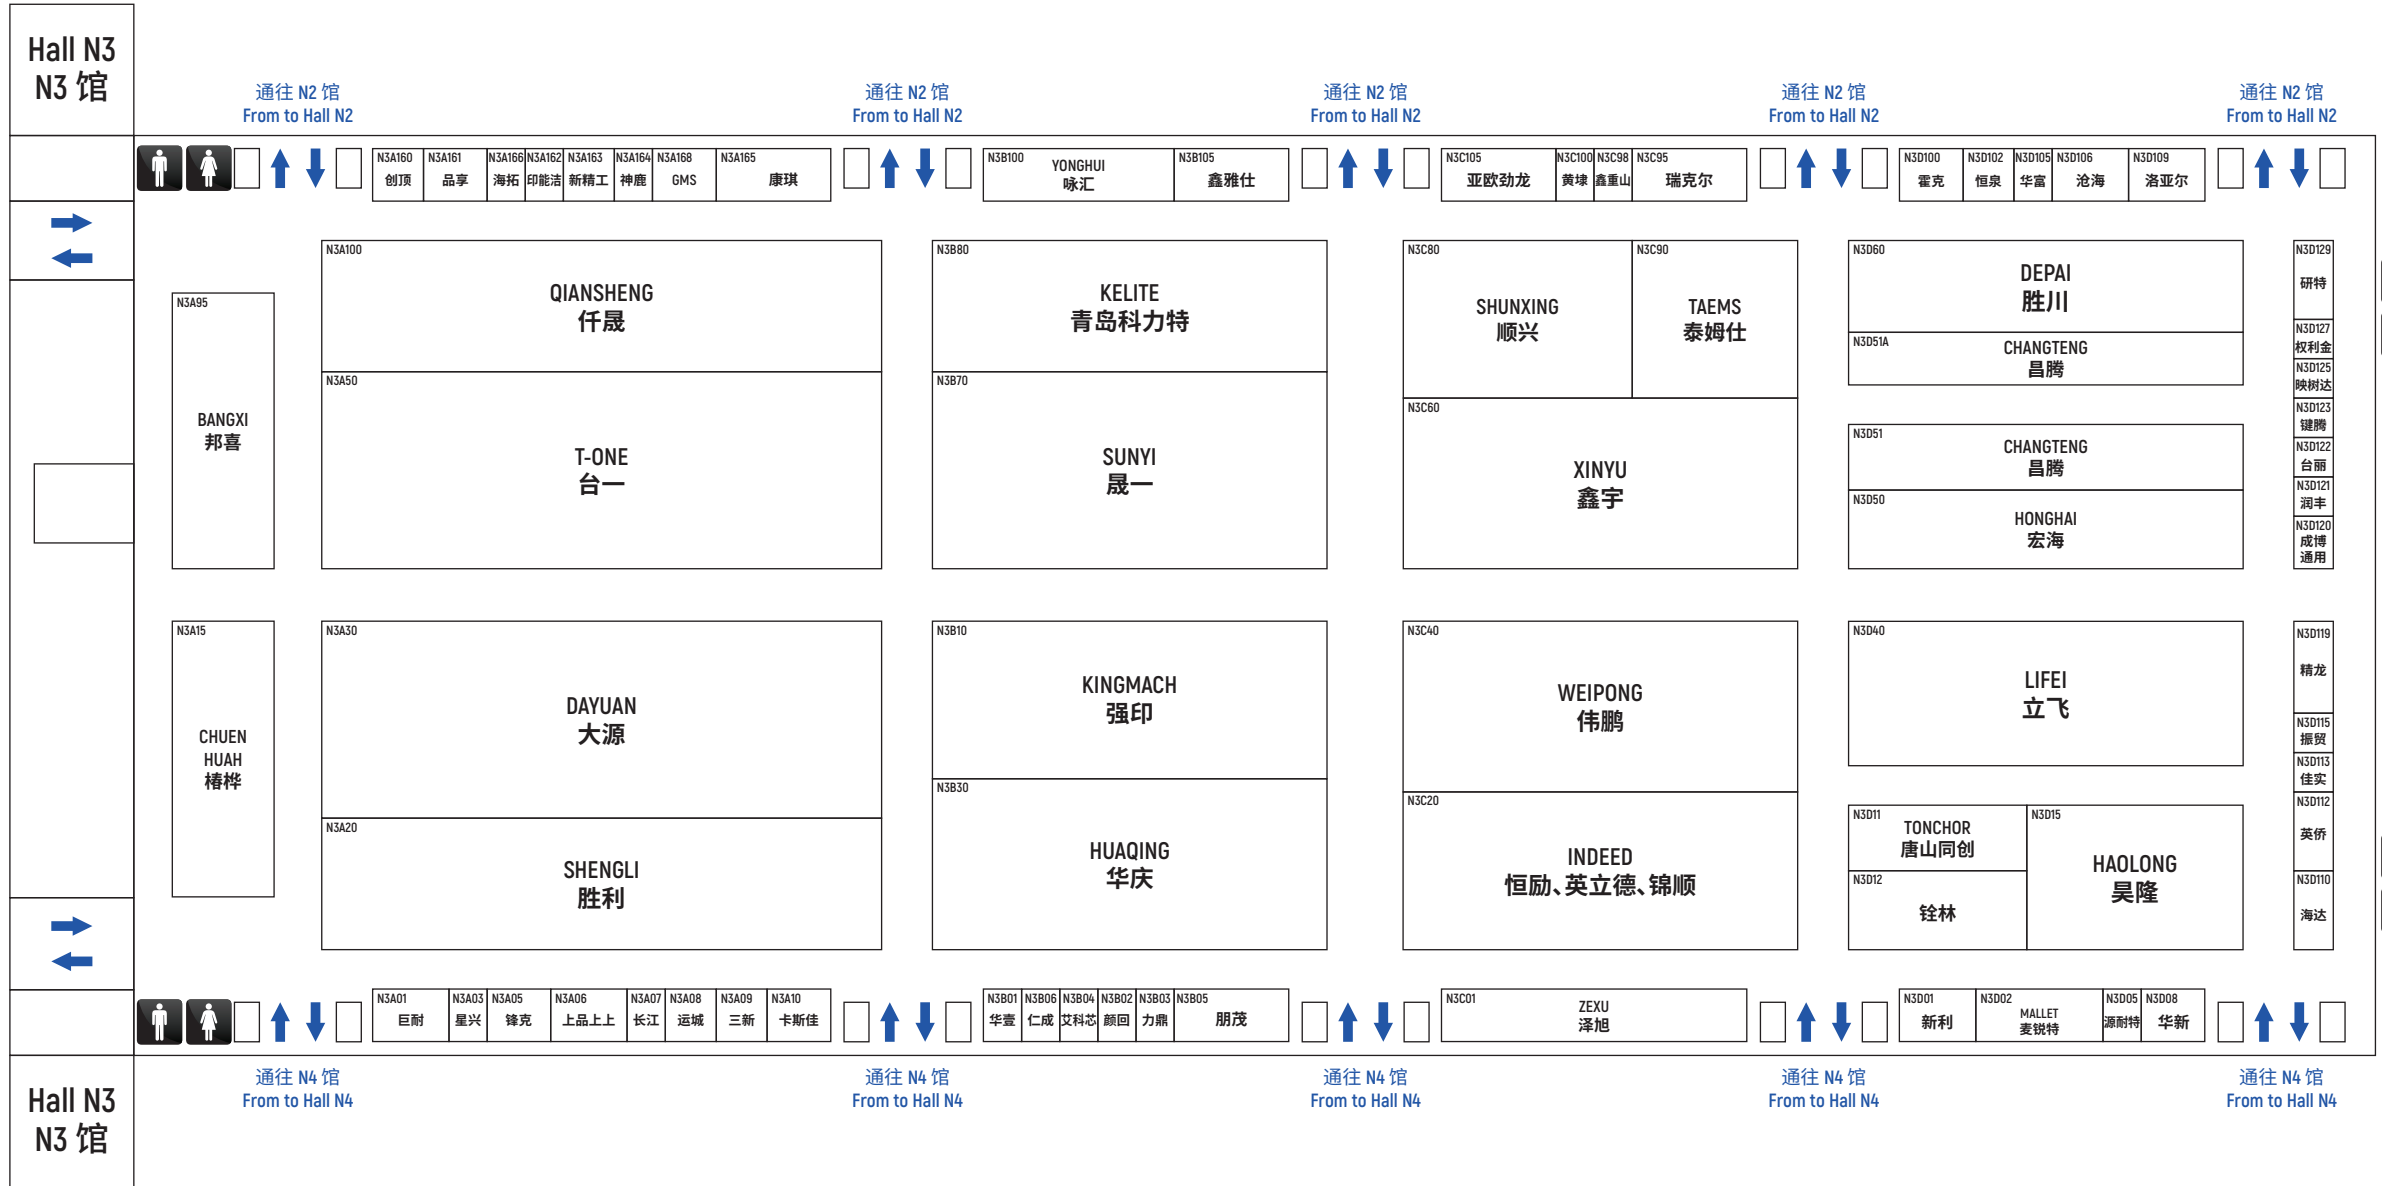 Hall N3
N3 馆
通往 N2 馆
From to Hall N2
通往 N2 馆
From to Hall N2
通往 N2 馆
From to Hall N2
通往 N2 馆
From to Hall N2
通往 N2 馆
From to Hall N2
N3A160
创顶
N3A161
品享
N3A166
海拓
N3A162
印能洁
N3A163
新精工
N3A164
神鹿
N3A168
GMS
N3A165
康琪
N3B100
YONGHUI
咏汇
N3B105
鑫雅仕
N3C105
亚欧劲龙
N3C100
黄埭
N3C98
鑫重山
N3C95
瑞克尔
N3D100
霍克
N3D102
恒泉
N3D105
华富
N3D106
沧海
N3D109
洛亚尔
N3A95
BANGXI
邦喜
N3A100
QIANSHENG
仟晟
N3A50
T-ONE
台一
N3B80
KELITE
青岛科力特
N3B70
SUNYI
晟一
N3C80
SHUNXING
顺兴
N3C90
TAEMS
泰姆仕
N3C60
XINYU
鑫宇
N3D60
DEPAI
胜川
N3D51A
CHANGTENG
昌腾
N3D51
CHANGTENG
昌腾
N3D50
HONGHAI
宏海
N3D129
研特
N3D127
权利金
N3D125
映树达
N3D123
键腾
N3D122
台丽
N3D121
润丰
N3D120
成博
通用
N3A15
CHUEN
HUAH
椿桦
N3A30
DAYUAN
大源
N3A20
SHENGLI
胜利
N3B10
KINGMACH
强印
N3B30
HUAQING
华庆
N3C40
WEIPONG
伟鹏
N3C20
INDEED
恒励、英立德、锦顺
N3D40
LIFEI
立飞
N3D11
TONCHOR
唐山同创
N3D12
铨林
N3D15
HAOLONG
昊隆
N3D119
精龙
N3D115
振贸
N3D113
佳实
N3D112
英侨
N3D110
海达
N3A01
巨耐
N3A03
星兴
N3A05
锋克
N3A06
上品上上
N3A07
长江
N3A08
运城
N3A09
三新
N3A10
卡斯佳
N3B01
华壹
N3B06
仁成
N3B04
艾科芯
N3B02
颜回
N3B03
力鼎
N3B05
朋茂
N3C01
ZEXU
泽旭
N3D01
新利
N3D02
MALLET
麦锐特
N3D05
源耐特
N3D08
华新
Hall N3
N3 馆
通往 N4 馆
From to Hall N4
通往 N4 馆
From to Hall N4
通往 N4 馆
From to Hall N4
通往 N4 馆
From to Hall N4
通往 N4 馆
From to Hall N4